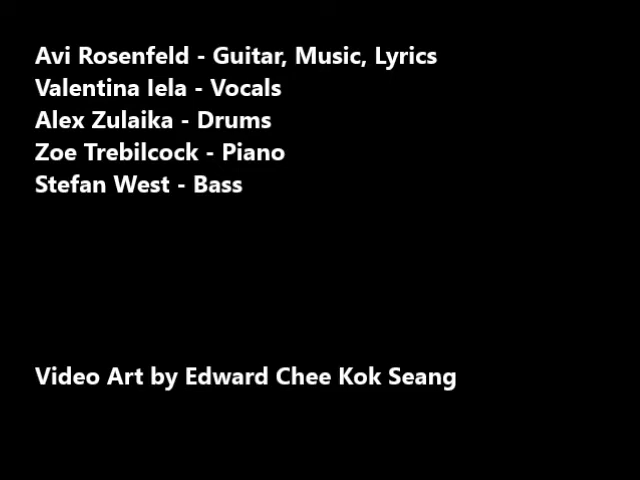 Avi Rosenfeld - Guitar, Music, Lyrics
Valentina Iela - Vocals
Alex Zulaika - Drums
Zoe Trebilcock - Piano
Stefan West - Bass
Video Art by Edward Chee Kok Seang